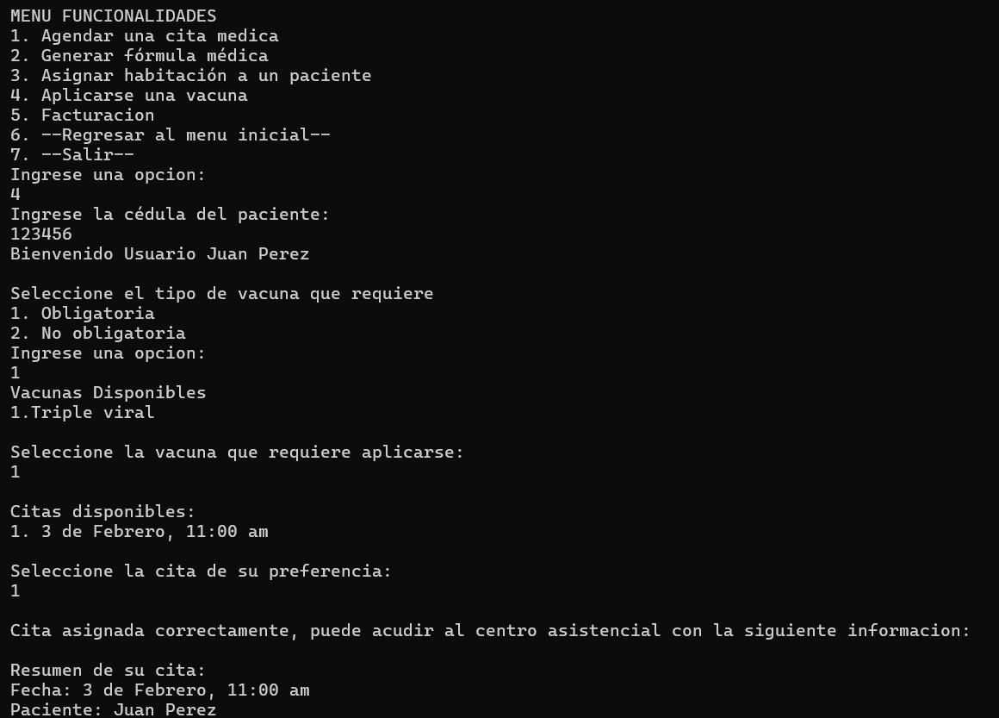 MENU FUNCIONALIDADES
1. Agendar una cita medica
2. Generar fórmula médica
3. Asignar habitación a un paciente
4. Aplicarse una vacuna
5. Facturacion
6. --Regresar al menu inicial--
7. --Salir--
Ingrese una opcion:
4
Ingrese la cédula del paciente:
123456
Bienvenido Usuario Juan Perez

Seleccione el tipo de vacuna que requiere
1. Obligatoria
2. No obligatoria
Ingrese una opcion:
1
Vacunas Disponibles
1.Triple viral

Seleccione la vacuna que requiere aplicarse:
1

Citas disponibles:
1. 3 de Febrero, 11:00 am

Seleccione la cita de su preferencia:
1

Cita asignada correctamente, puede acudir al centro asistencial con la siguiente informacion:

Resumen de su cita:
Fecha: 3 de Febrero, 11:00 am
Paciente: Juan Perez